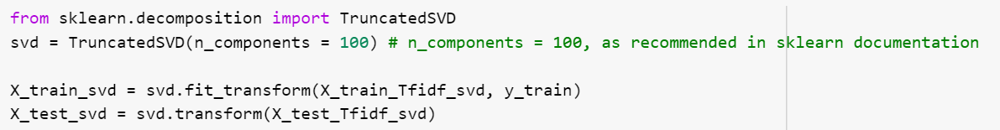 from sklearn.decomposition import TruncatedSVD
svd = TruncatedSVD(n_components = 100) # n_components = 100, as recommended in sklearn documentation
X_train_svd = svd.fit_transform(X_train_Tfidf_svd, y_train)
X_test_svd = svd.transform(X_test_Tfidf_svd)